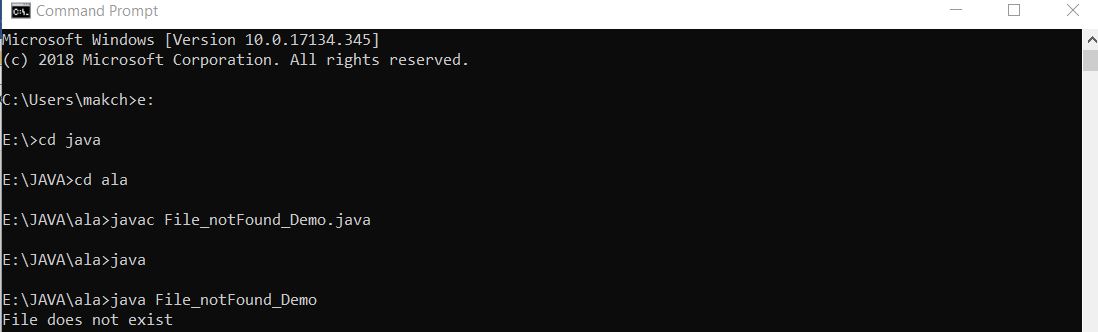 Command Prompt
Microsoft Windows [Version 10.0.17134.345]
(c) 2018 Microsoft Corporation. All rights reserved.
C:\Users\makch>e:
E:\>cd java
E:\JAVA>cd ala
E:\JAVA\ala>javac File_notFound_Demo.java
E:\JAVA\ala>java
E:\JAVA\ala>java File_notFound_Demo
File does not exist